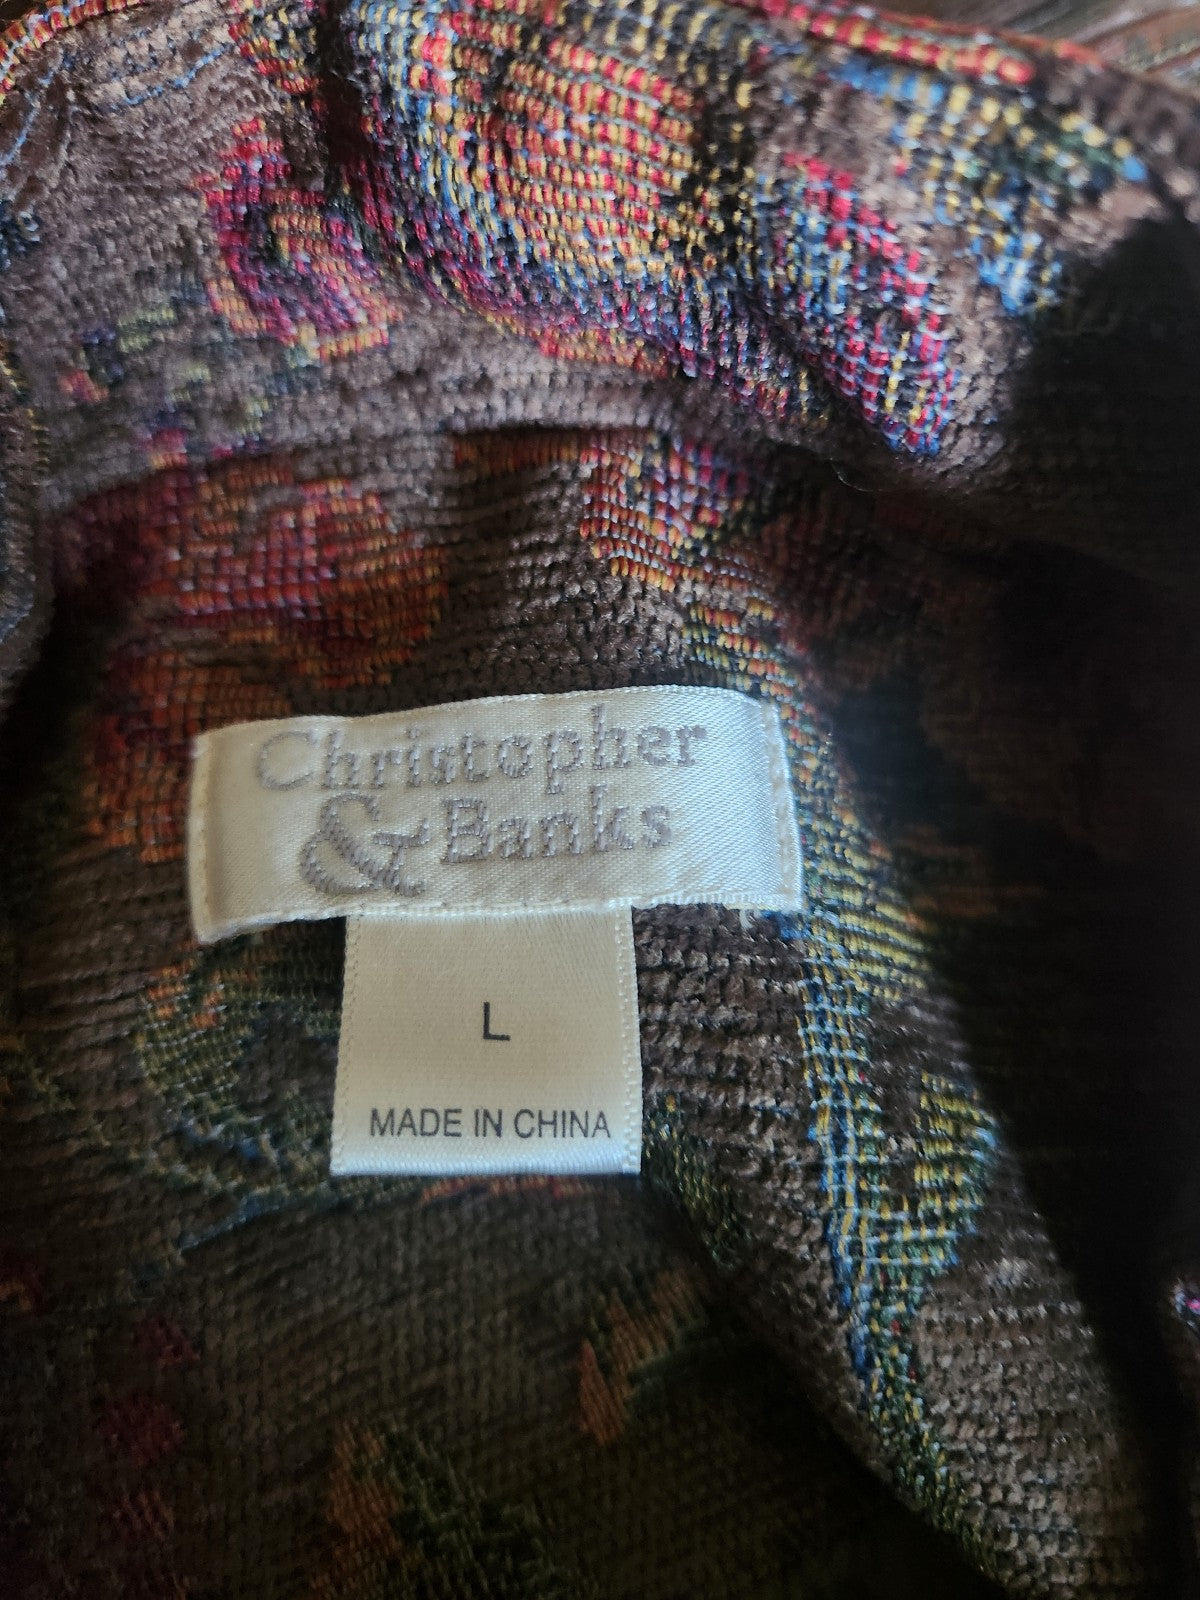 Christopher
& Banks
L
MADE IN CHINA